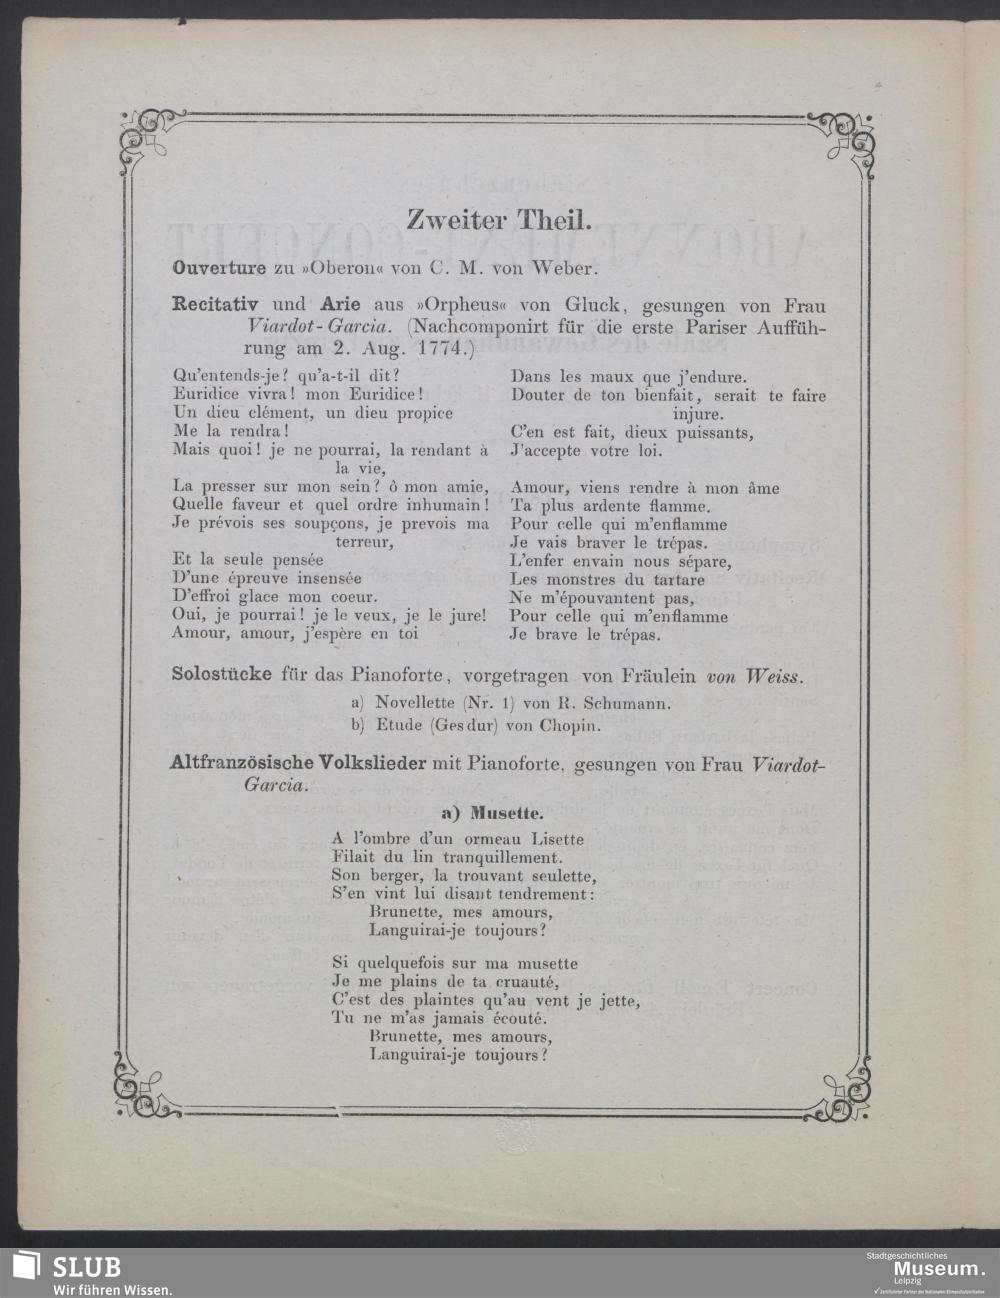 Zweiter Theil.
Ouverture zu »Oberon« von C. M. von Weber.
Recitativ und Arie aus »Orpheus« von Gluck, gesungen von Frau
Viardot-Garcia. (Nachcomponirt für die erste Pariser Auffüh-
rung am 2. Aug. 1774.)
Qu'entends-je? qu'a-t-il dit?
Euridice vivra! mon Euridice!
Un dieu clément, un dieu propice
Me la rendra!
Mais quoi! je ne pourrai, la rendant à
la vie,
La presser sur mon sein? ô mon amie,
Quelle faveur et quel ordre inhumain!
Je prévois ses soupçons, je prevois ma
terreur,
Et la seule pensée
D'une épreuve insensée
D'effroi glace mon coeur.
Oui, je pourrai! je le veux, je le jure!
Amour, amour, j'espère en toi
Dans les maux que j'endure.
Douter de ton bienfait, serait te faire
injure.
C'en est fait, dieux puissants,
J'accepte votre loi.
Amour, viens rendre à mon âme
Ta plus ardente flamme.
Pour celle qui m'enflamme
Je vais braver le trépas.
L'enfer envain nous sépare,
Les monstres du tartare
Ne m'épouvantent pas,
Pour celle qui m'enflamme
Je brave le trépas.
Solostücke für das Pianoforte, vorgetragen von Fräulein von Weiss.
a) Novellette (Nr. 1) von R. Schumann.
b) Etude (Gesdur) von Chopin.
Altfranzösische Volkslieder mit Pianoforte, gesungen von Frau Viardot-
Garcia.
a) Musette.
A l'ombre d'un ormeau Lisette
Filait du lin tranquillement.
Son berger, la trouvant seulette,
S'en vint lui disant tendrement:
Brunette, mes amours,
Languirai-je toujours?
Si quelquefois sur ma musette
Je me plains de ta cruauté,
C'est des plaintes qu'au vent je jette,
Tu ne m'as jamais écouté.
Brunette, mes amours,
Languirai-je toujours?
SLUB
Wir führen Wissen.
Stadtgeschichtliches
Museum.
Leipzig
Zertifizierter Partner der Nationalen Klimaschutzinitiative